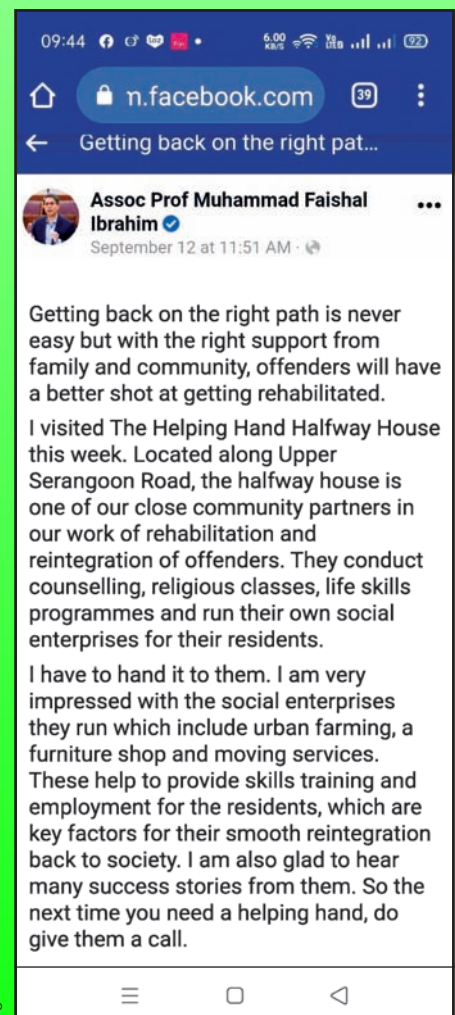 09:44
6.00
KB/S
92
n.facebook.com
39
Getting back on the right pat...
Assoc Prof Muhammad Faishal
Ibrahim
September 12 at 11:51 AM ·
Getting back on the right path is never
easy but with the right support from
family and community, offenders will have
a better shot at getting rehabilitated.
I visited The Helping Hand Halfway House
this week. Located along Upper
Serangoon Road, the halfway house is
one of our close community partners in
our work of rehabilitation and
reintegration of offenders. They conduct
counselling, religious classes, life skills
programmes and run their own social
enterprises for their residents.
I have to hand it to them. I am very
impressed with the social enterprises
they run which include urban farming, a
furniture shop and moving services.
These help to provide skills training and
employment for the residents, which are
key factors for their smooth reintegration
back to society. I am also glad to hear
many success stories from them. So the
next time you need a helping hand, do
give them a call.